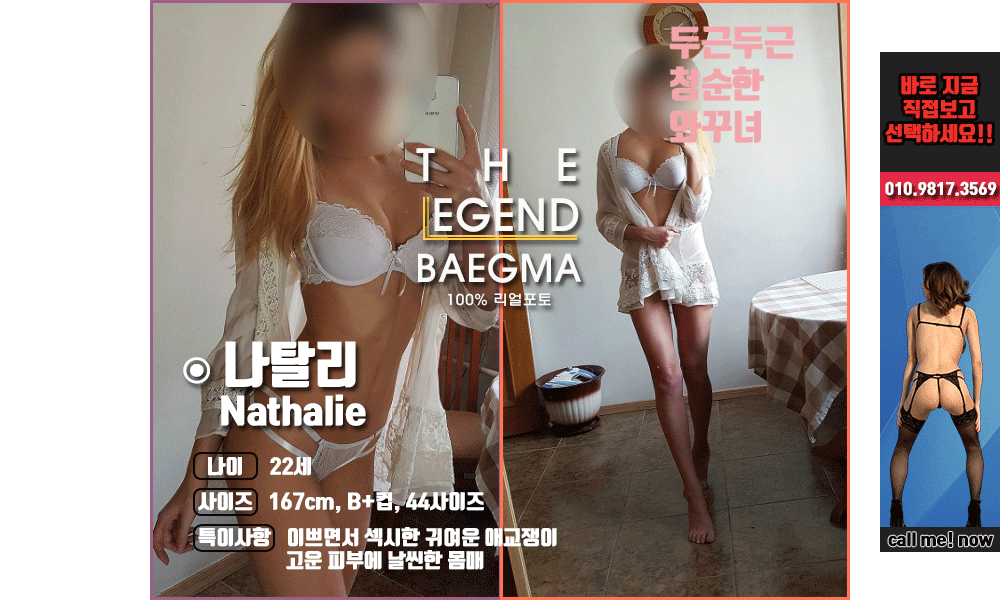 두근두근
청순한
와꾸녀
THE
LEGEND
BAEGMA
100% 리얼포토
나탈리
Nathalie
나이 22세
사이즈 167cm, B+컵, 44사이즈
특이사항 이쁘면서 섹시한 귀여운 애교쟁이
고운 피부에 날씬한 몸매
바로 지금
직접보고
선택하세요!!
010.9817.3569
call me! now